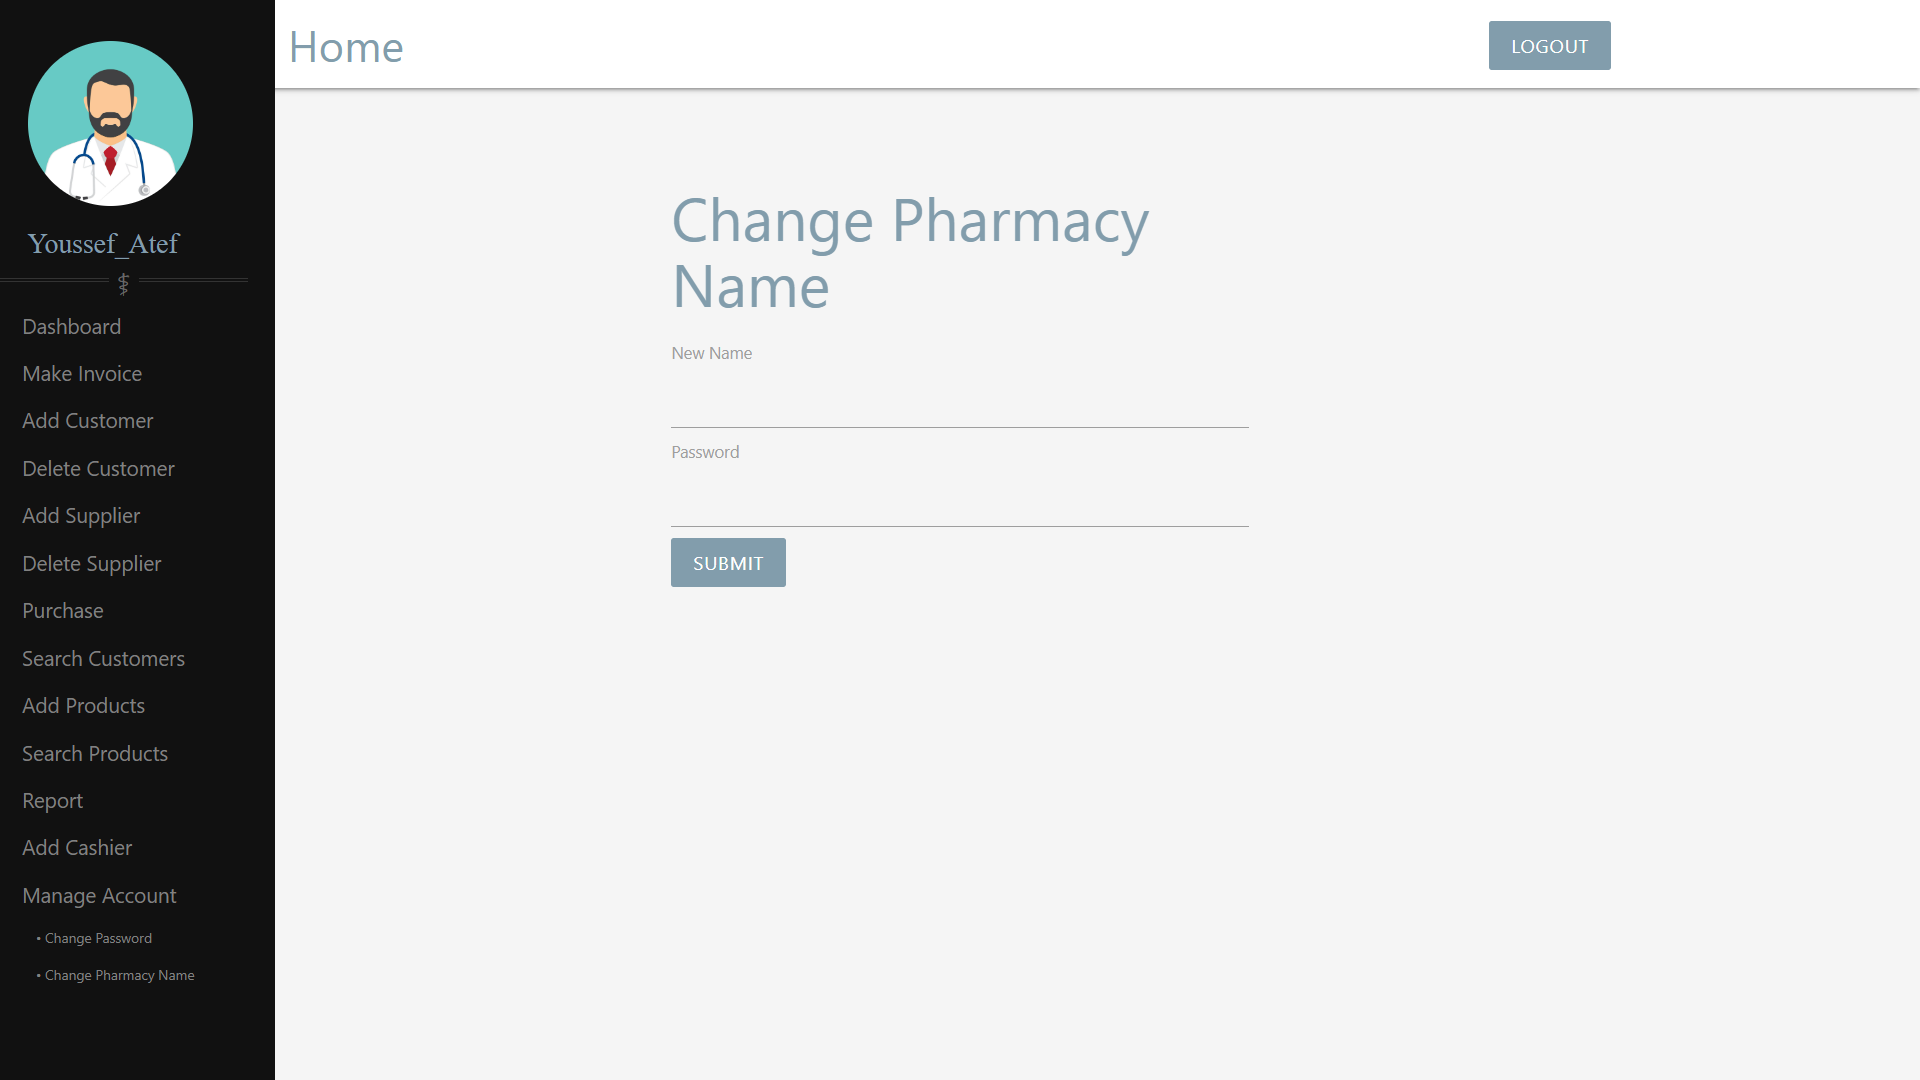 Youssef_Atef
Dashboard
Make Invoice
Add Customer
Delete Customer
Add Supplier
Delete Supplier
Purchase
Search Customers
Add Products
Search Products
Report
Add Cashier
Manage Account
• Change Password
• Change Pharmacy Name
Home
LOGOUT
Change Pharmacy
Name
New Name
Password
SUBMIT